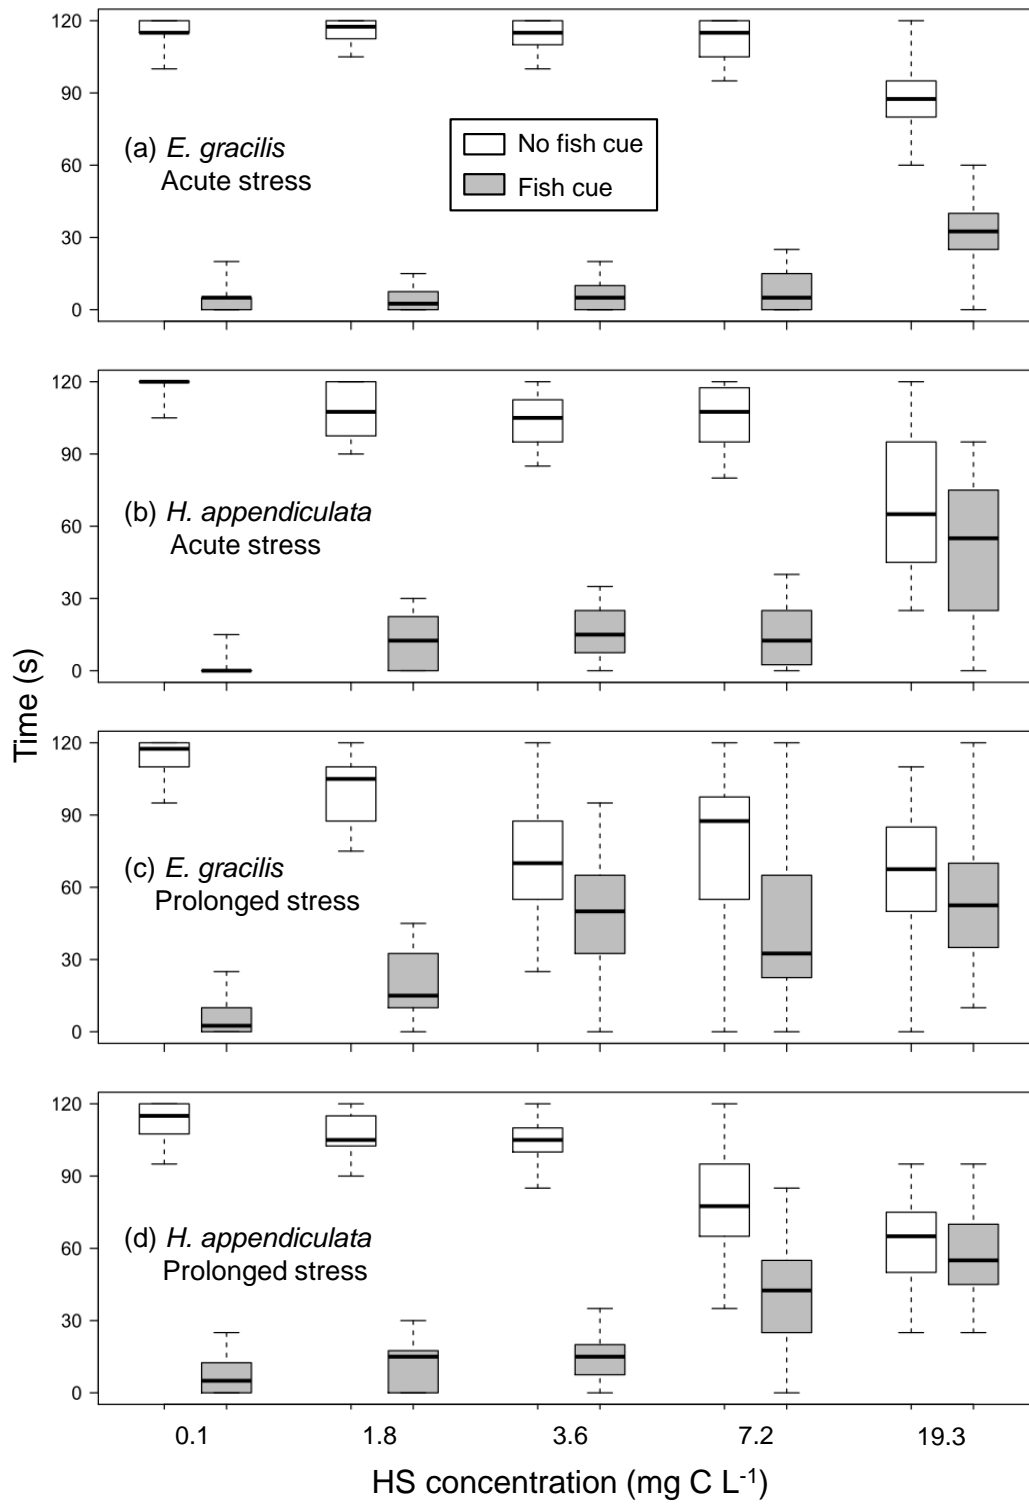 120
90
60
30
0
(a) E. gracilis
Acute stress
No fish cue
Fish cue
120
90
60
30
0
(b) H. appendiculata
Acute stress
Time (s)
120
90
60
30
0
(c) E. gracilis
Prolonged stress
120
90
60
30
0
(d) H. appendiculata
Prolonged stress
0.1 1.8 3.6 7.2 19.3
HS concentration (mg C L⁻¹)